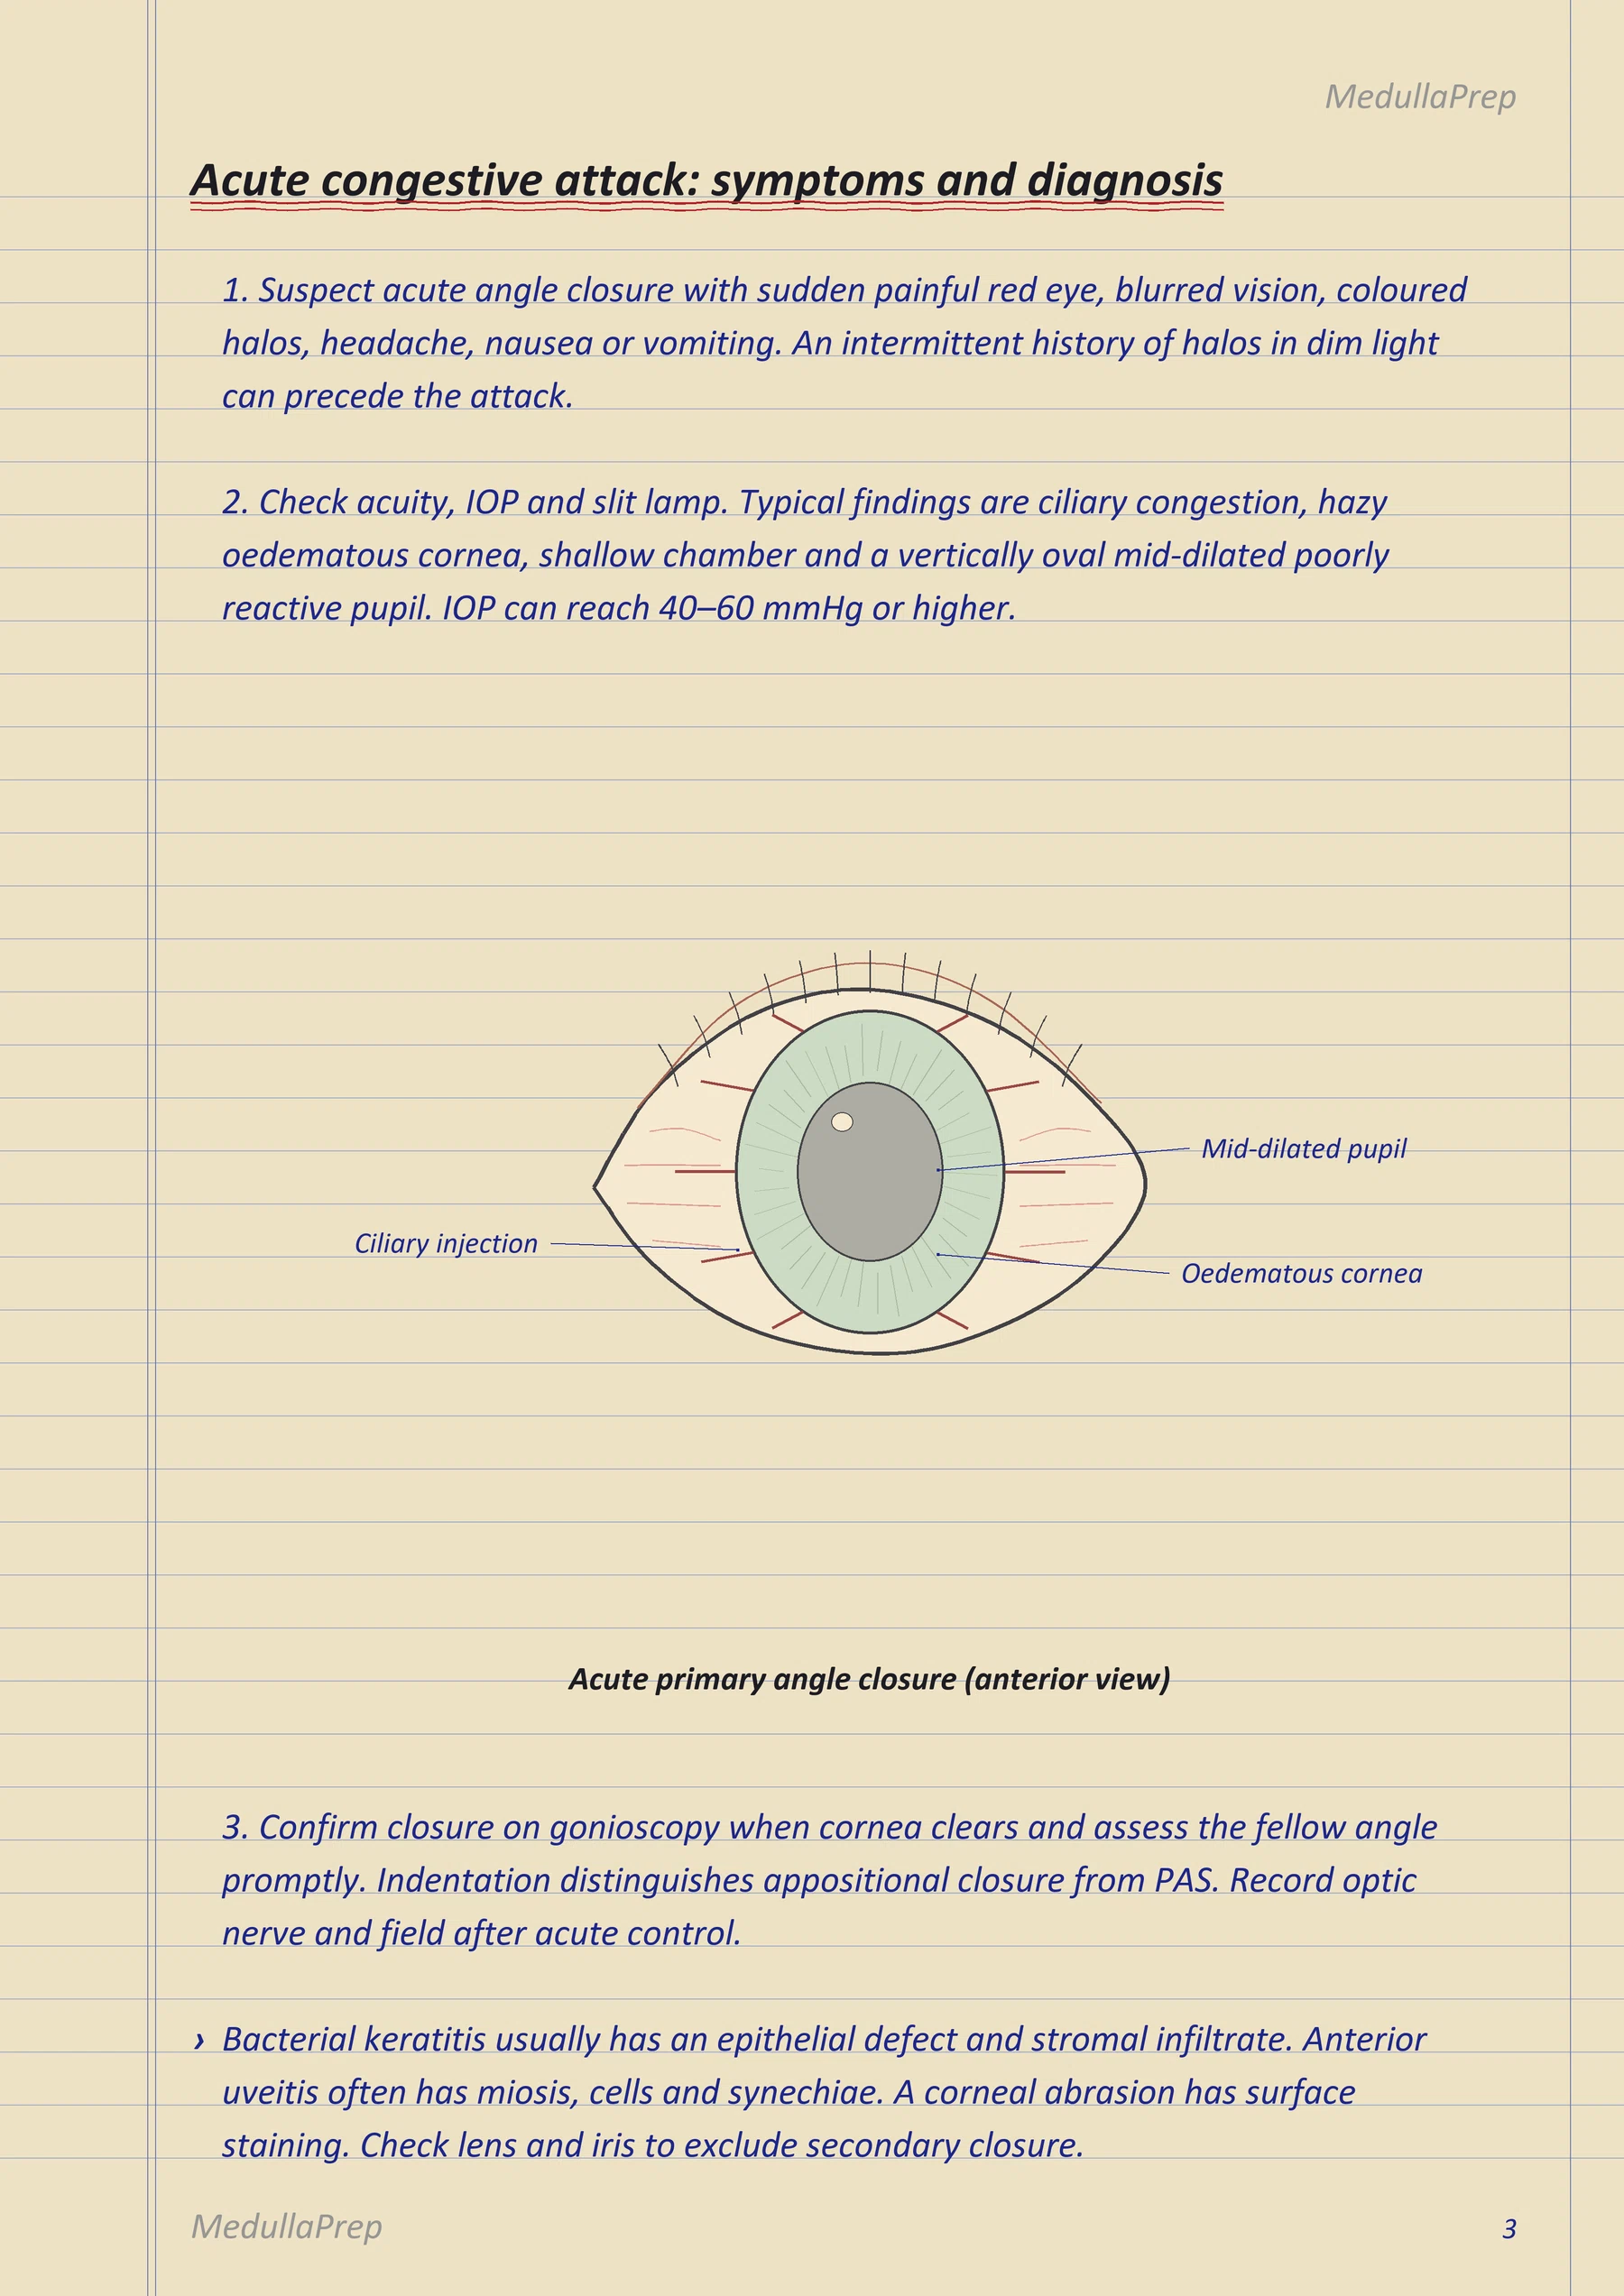 MedullaPrep
Acute congestive attack: symptoms and diagnosis
1. Suspect acute angle closure with sudden painful red eye, blurred vision, coloured
halos, headache, nausea or vomiting. An intermittent history of halos in dim light
can precede the attack.
2. Check acuity, IOP and slit lamp. Typical findings are ciliary congestion, hazy
oedematous cornea, shallow chamber and a vertically oval mid-dilated poorly
reactive pupil. IOP can reach 40–60 mmHg or higher.
Mid-dilated pupil
Ciliary injection
Oedematous cornea
Acute primary angle closure (anterior view)
3. Confirm closure on gonioscopy when cornea clears and assess the fellow angle
promptly. Indentation distinguishes appositional closure from PAS. Record optic
nerve and field after acute control.
› Bacterial keratitis usually has an epithelial defect and stromal infiltrate. Anterior
uveitis often has miosis, cells and synechiae. A corneal abrasion has surface
staining. Check lens and iris to exclude secondary closure.
MedullaPrep
3